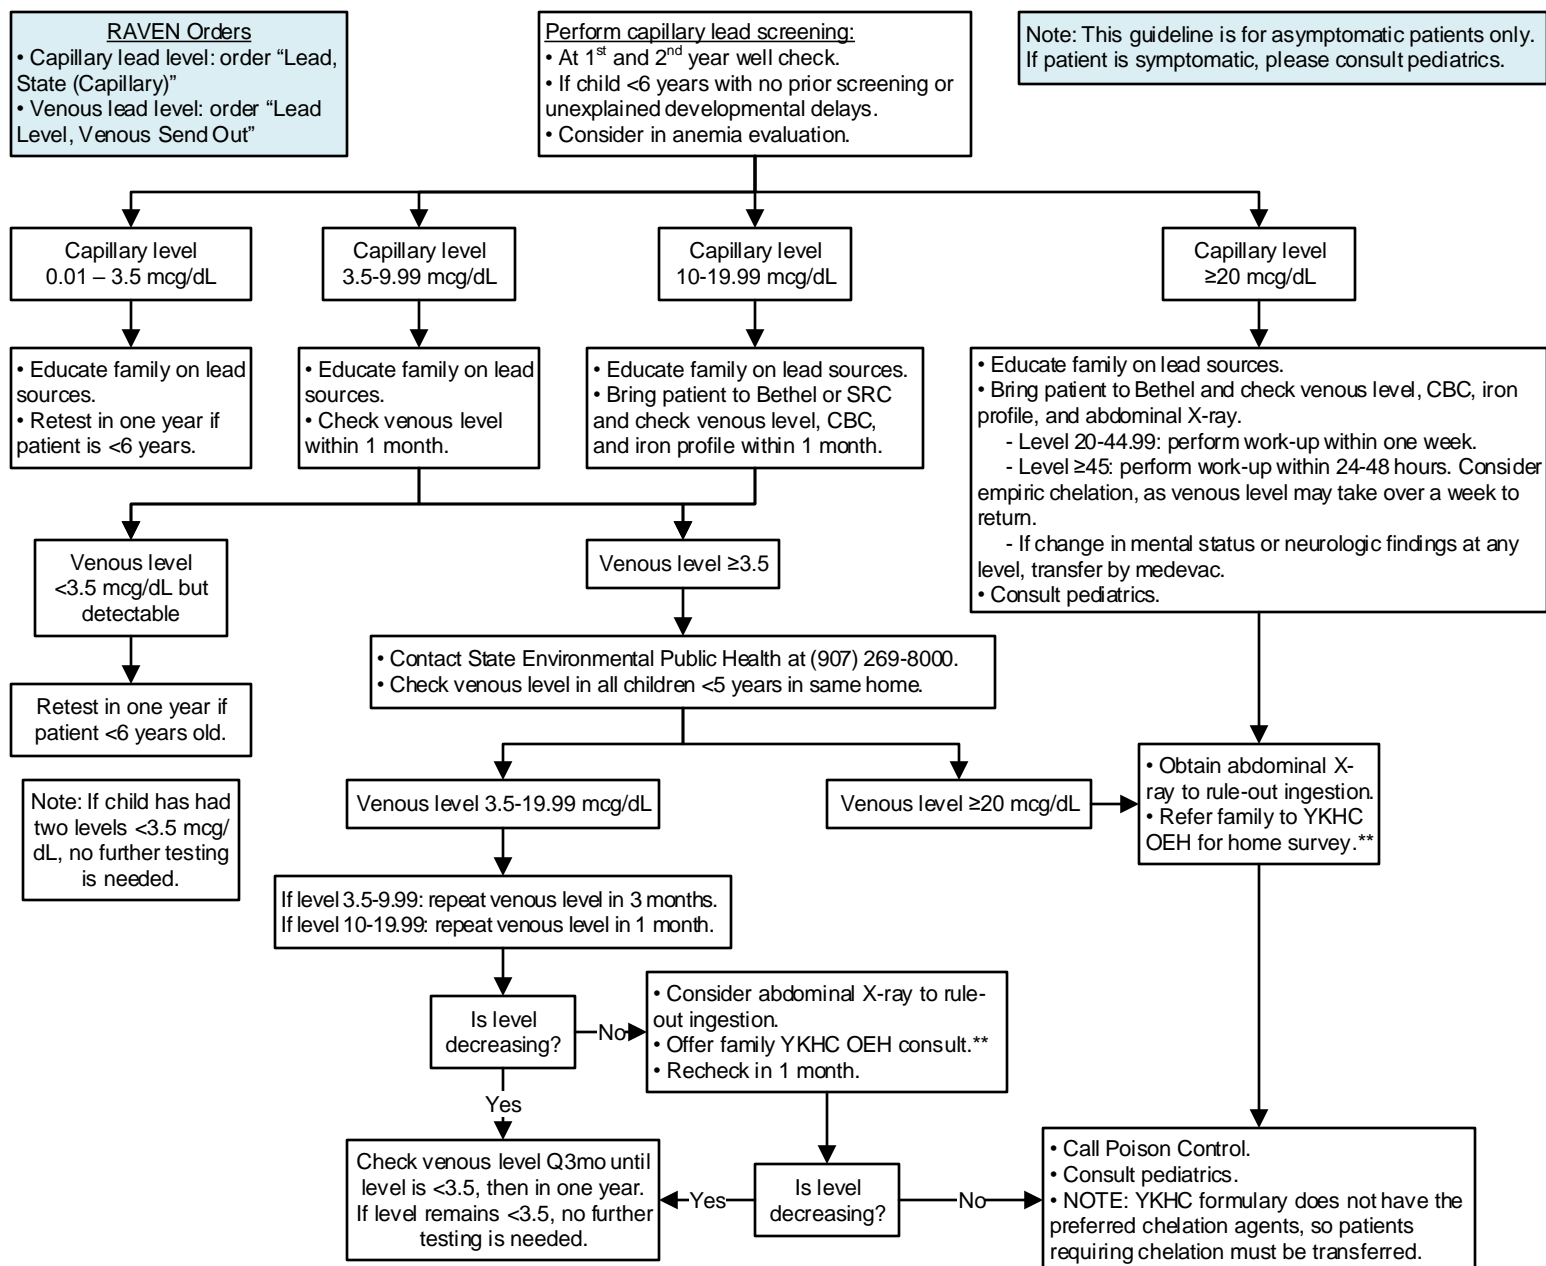 RAVEN Orders
• Capillary lead level: order “Lead,
State (Capillary)”
• Venous lead level: order “Lead
Level, Venous Send Out”
Perform capillary lead screening:
• At 1st and 2nd year well check.
• If child <6 years with no prior screening or
unexplained developmental delays.
• Consider in anemia evaluation.
Note: This guideline is for asymptomatic patients only.
If patient is symptomatic, please consult pediatrics.
Capillary level
0.01 – 3.5 mcg/dL
Capillary level
3.5-9.99 mcg/dL
Capillary level
10-19.99 mcg/dL
Capillary level
≥20 mcg/dL
• Educate family on lead
sources.
• Retest in one year if
patient is <6 years.
• Educate family on lead
sources.
• Check venous level
within 1 month.
• Educate family on lead sources.
• Bring patient to Bethel or SRC
and check venous level, CBC,
and iron profile within 1 month.
• Educate family on lead sources.
• Bring patient to Bethel and check venous level, CBC, iron
profile, and abdominal X-ray.
- Level 20-44.99: perform work-up within one week.
- Level ≥45: perform work-up within 24-48 hours. Consider
empiric chelation, as venous level may take over a week to
return.
- If change in mental status or neurologic findings at any
level, transfer by medevac.
• Consult pediatrics.
Venous level
<3.5 mcg/dL but
detectable
Venous level ≥3.5
• Contact State Environmental Public Health at (907) 269-8000.
• Check venous level in all children <5 years in same home.
Retest in one year if
patient <6 years old.
Note: If child has had
two levels <3.5 mcg/
dL, no further testing
is needed.
Venous level 3.5-19.99 mcg/dL
Venous level ≥20 mcg/dL
• Obtain abdominal X-
ray to rule-out ingestion.
• Refer family to YKHC
OEH for home survey.**
If level 3.5-9.99: repeat venous level in 3 months.
If level 10-19.99: repeat venous level in 1 month.
Is level
decreasing?
No
• Consider abdominal X-ray to rule-
out ingestion.
• Offer family YKHC OEH consult.**
• Recheck in 1 month.
Yes
Check venous level Q3mo until
level is <3.5, then in one year.
If level remains <3.5, no further
testing is needed.
Yes
Is level
decreasing?
No
• Call Poison Control.
• Consult pediatrics.
• NOTE: YKHC formulary does not have the
preferred chelation agents, so patients
requiring chelation must be transferred.